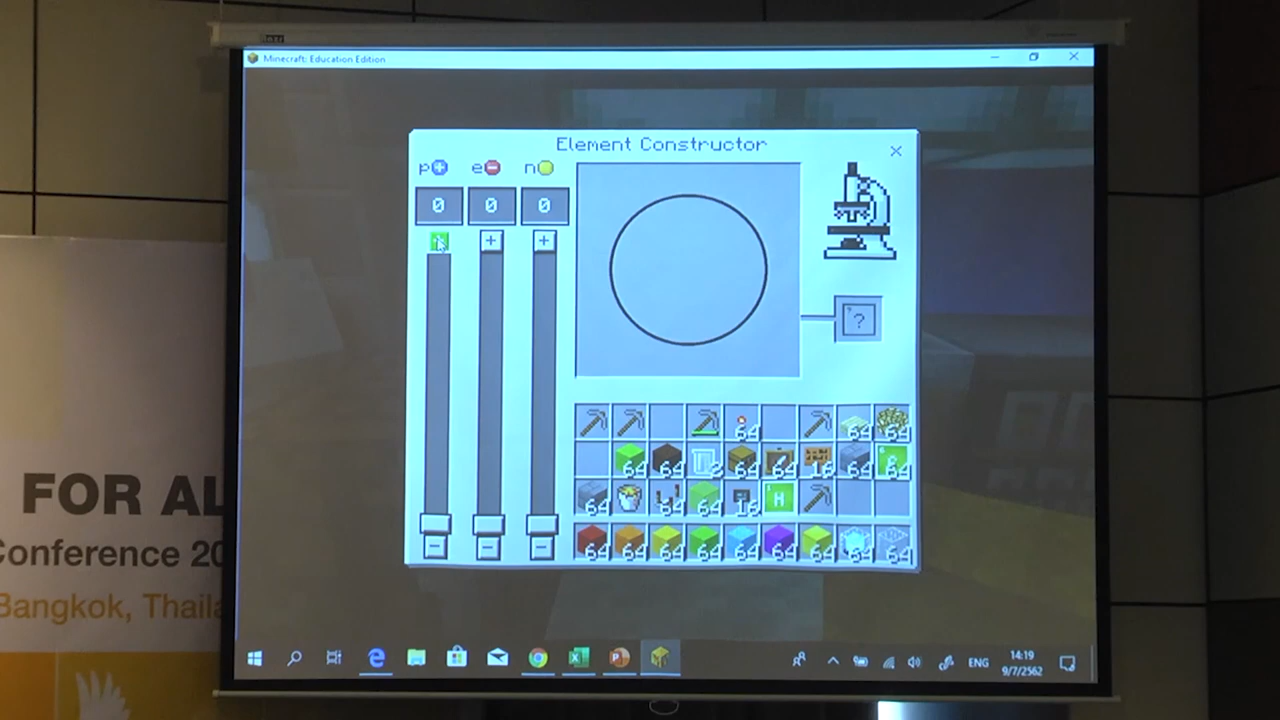 Minecraft: Education Edition
Element Constructor
p e n
0 0 0
+ +
?
64 64 64
64 64 2 64 64 16 64 64
64 64 64 16 H
64 64 64 64 64 64 64 64 64
FOR AL
Conference 20
Bangkok, Thaila
ENG
14:19
9/7/2562